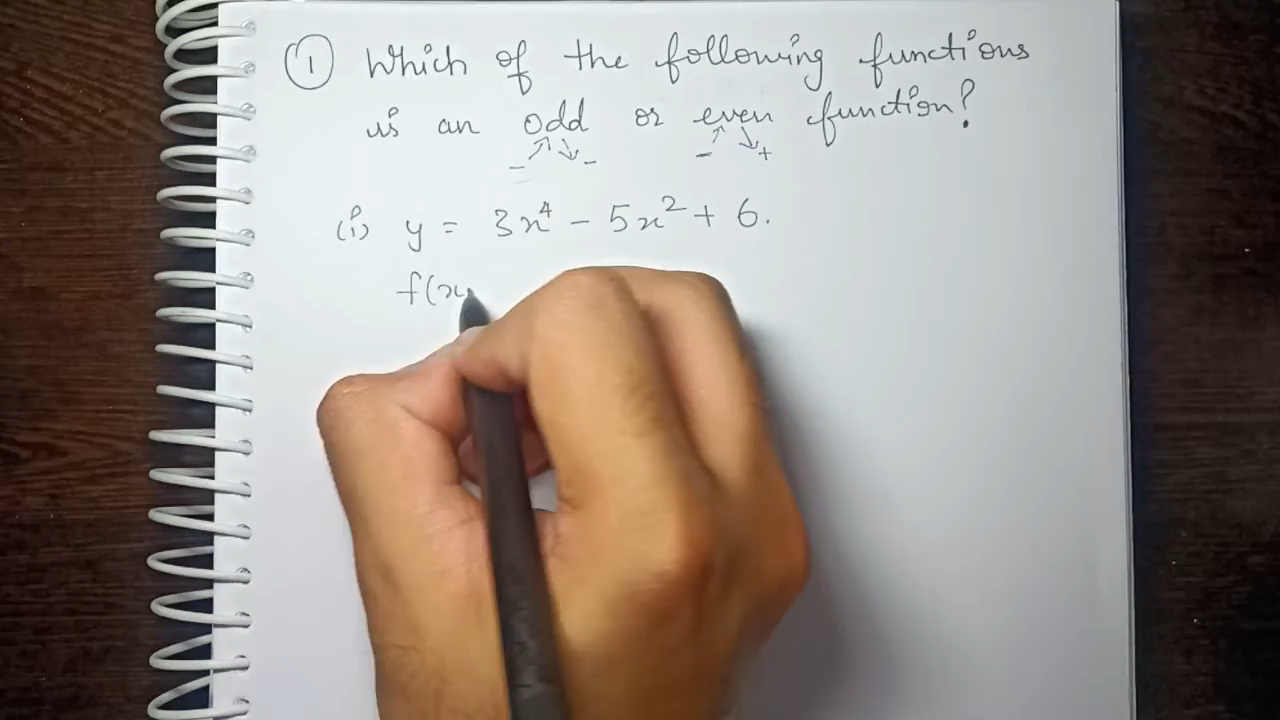 ① Which of the following functions
is an odd or even function?
- - - +
(i) y = 3x⁴ - 5x² + 6.
f(x